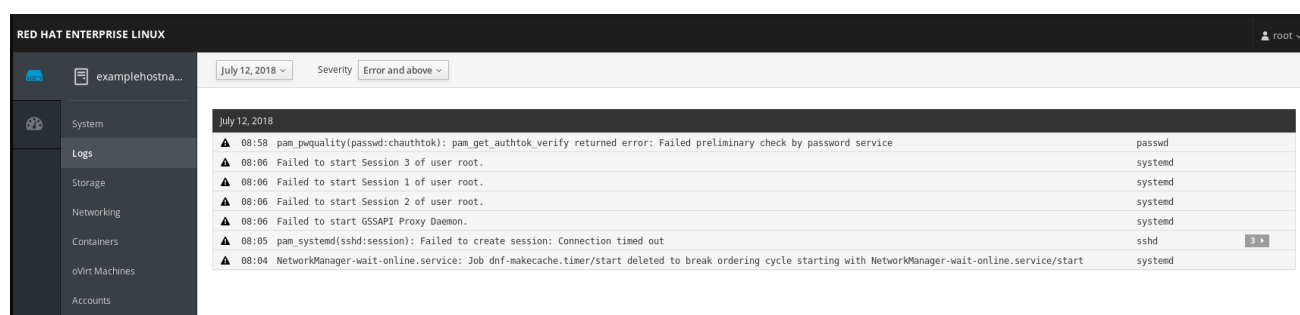 RED HAT ENTERPRISE LINUX
root
examplehostna...
July 12, 2018
Severity
Error and above
System
Logs
Storage
Networking
Containers
oVirt Machines
Accounts
July 12, 2018
08:58 pam_pwquality(passwd:chauthtok): pam_get_authtok_verify returned error: Failed preliminary check by password service passwd
08:06 Failed to start Session 3 of user root. systemd
08:06 Failed to start Session 1 of user root. systemd
08:06 Failed to start Session 2 of user root. systemd
08:06 Failed to start GSSAPI Proxy Daemon. systemd
08:05 pam_systemd(sshd:session): Failed to create session: Connection timed out sshd 3
08:04 NetworkManager-wait-online.service: Job dnf-makecache.timer/start deleted to break ordering cycle starting with NetworkManager-wait-online.service/start systemd